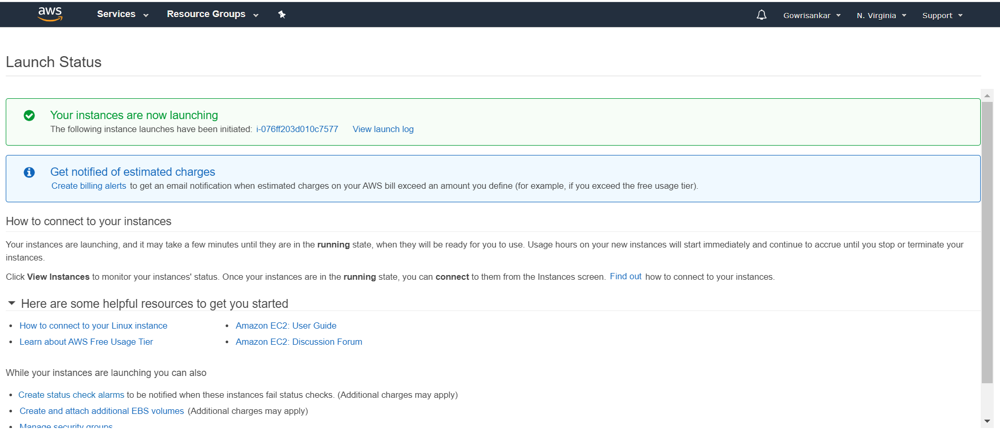 aws Services Resource Groups Gowrisankar N. Virginia Support
Launch Status
Your instances are now launching
The following instance launches have been initiated: i-076ff203d010c7577 View launch log
Get notified of estimated charges
Create billing alerts to get an email notification when estimated charges on your AWS bill exceed an amount you define (for example, if you exceed the free usage tier).
How to connect to your instances
Your instances are launching, and it may take a few minutes until they are in the running state, when they will be ready for you to use. Usage hours on your new instances will start immediately and continue to accrue until you stop or terminate your
instances.
Click View Instances to monitor your instances' status. Once your instances are in the running state, you can connect to them from the Instances screen. Find out how to connect to your instances.
Here are some helpful resources to get you started
• How to connect to your Linux instance • Amazon EC2: User Guide
• Learn about AWS Free Usage Tier • Amazon EC2: Discussion Forum
While your instances are launching you can also
• Create status check alarms to be notified when these instances fail status checks. (Additional charges may apply)
• Create and attach additional EBS volumes (Additional charges may apply)
• Manage security groups